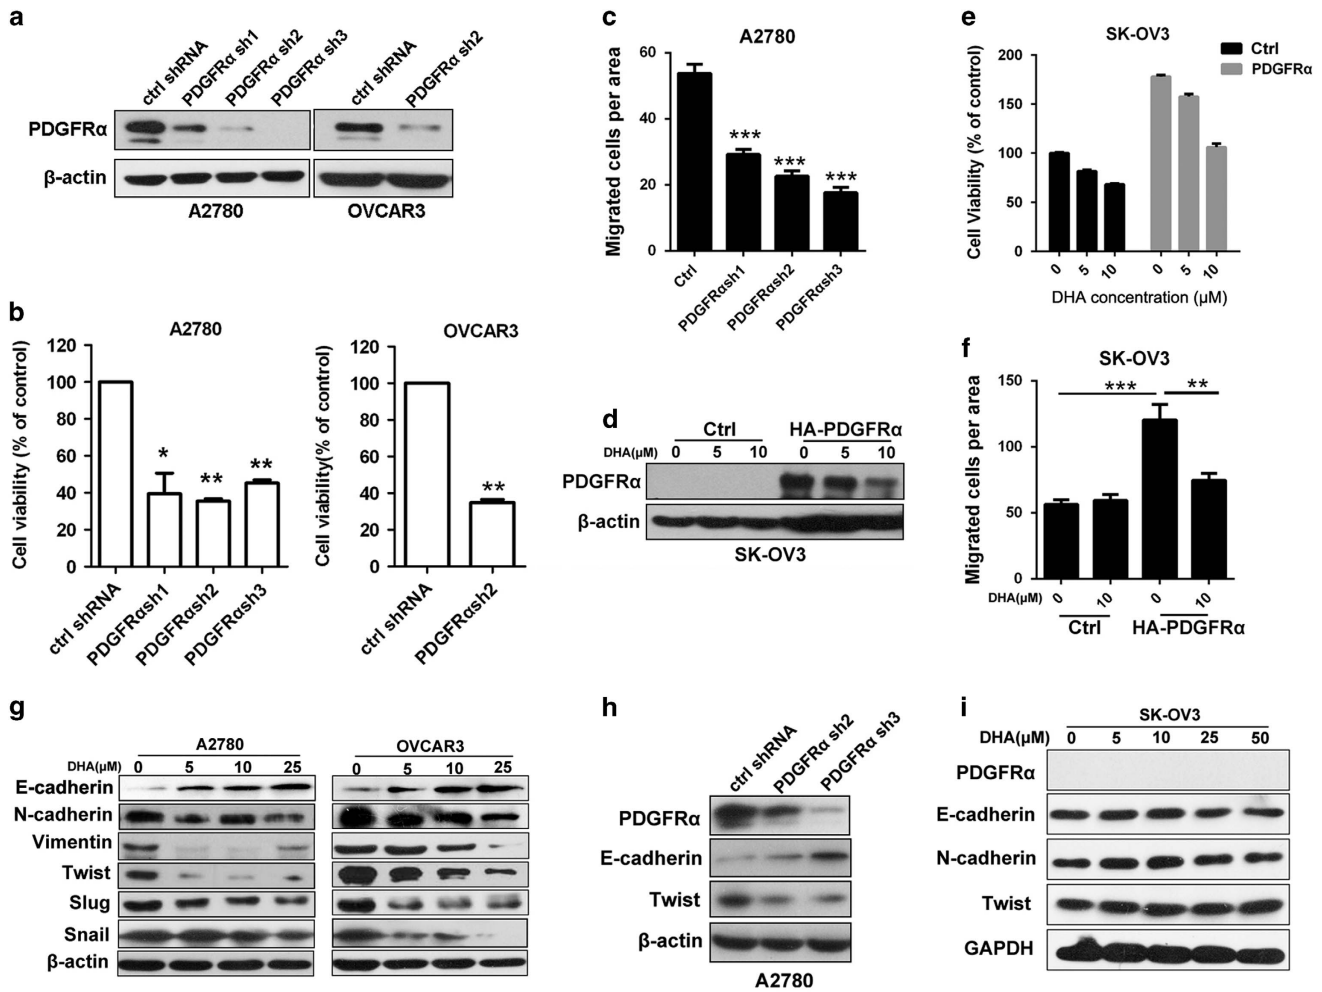 a
ctrl shRNA
PDGFRα sh1
PDGFRα sh2
PDGFRα sh3
ctrl shRNA
PDGFRα sh2
PDGFRα
β-actin
A2780
OVCAR3
b
A2780
Cell viability (% of control)
120
100
80
60
40
20
0
*
**
**
ctrl shRNA
PDGFRαsh1
PDGFRαsh2
PDGFRαsh3
OVCAR3
Cell viability(% of control)
120
100
80
60
40
20
0
**
ctrl shRNA
PDGFRαsh2
c
A2780
Migrated cells per area
60
40
20
0
***
***
***
Ctrl
PDGFRαsh1
PDGFRαsh2
PDGFRαsh3
d
Ctrl
HA-PDGFRα
DHA(μM) 0 5 10 0 5 10
PDGFRα
β-actin
SK-OV3
e
SK-OV3
Ctrl
PDGFRα
Cell Viability (% of control)
200
150
100
50
0
0 5 10 0 5 10
DHA concentration (μM)
f
SK-OV3
Migrated cells per area
150
100
50
0
***
**
DHA(μM) 0 10 0 10
Ctrl
HA-PDGFRα
g
A2780
OVCAR3
DHA(μM) 0 5 10 25 0 5 10 25
E-cadherin
N-cadherin
Vimentin
Twist
Slug
Snail
β-actin
h
ctrl shRNA
PDGFRα sh2
PDGFRα sh3
PDGFRα
E-cadherin
Twist
β-actin
A2780
i
SK-OV3
DHA(μM) 0 5 10 25 50
PDGFRα
E-cadherin
N-cadherin
Twist
GAPDH